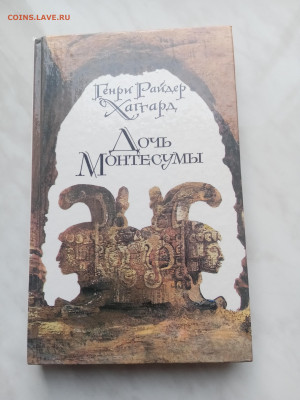 COINS.LAVE.RU
Генри Райдер
Хаггард
Дочь
Монтесумы